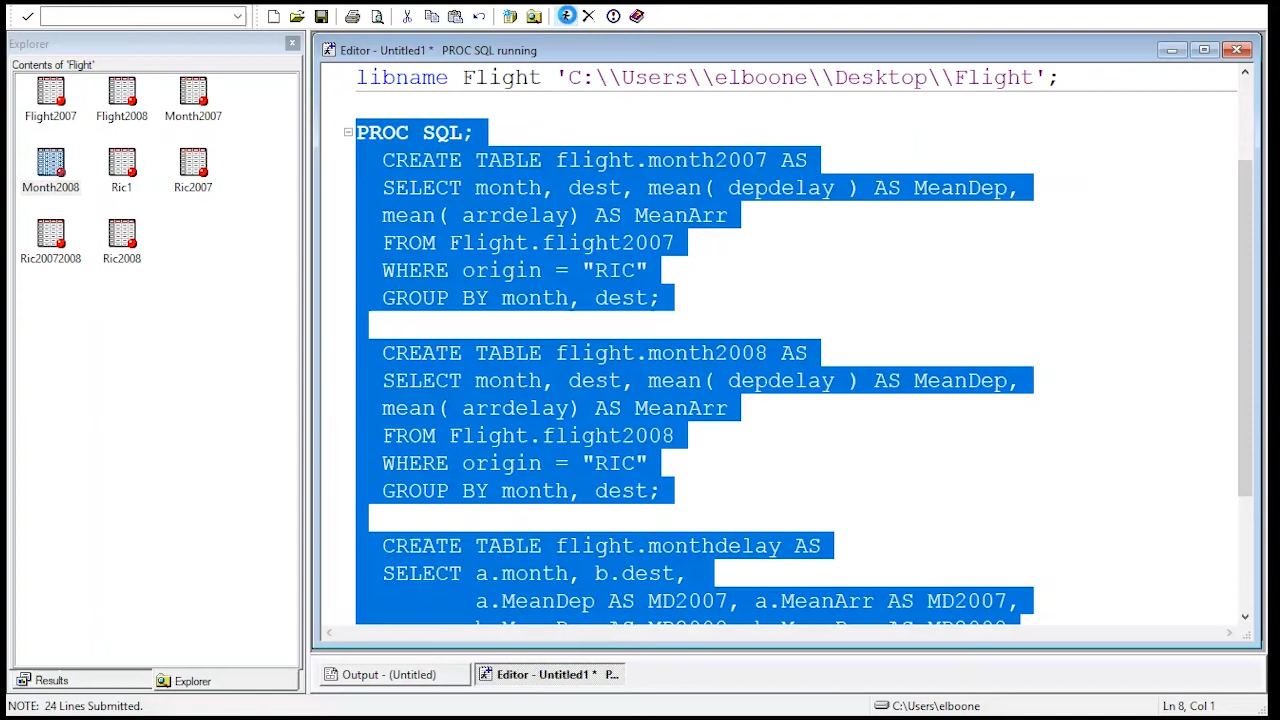 Explorer
Contents of 'Flight'
Flight2007
Flight2008
Month2007
Month2008
Ric1
Ric2007
Ric20072008
Ric2008
Results
Explorer
Editor - Untitled1 * PROC SQL running
libname Flight 'C:\\Users\\elboone\\Desktop\\Flight';
PROC SQL;
CREATE TABLE flight.month2007 AS
SELECT month, dest, mean( depdelay ) AS MeanDep,
mean( arrdelay) AS MeanArr
FROM Flight.flight2007
WHERE origin = "RIC"
GROUP BY month, dest;
CREATE TABLE flight.month2008 AS
SELECT month, dest, mean( depdelay ) AS MeanDep,
mean( arrdelay) AS MeanArr
FROM Flight.flight2008
WHERE origin = "RIC"
GROUP BY month, dest;
CREATE TABLE flight.monthdelay AS
SELECT a.month, b.dest,
a.MeanDep AS MD2007, a.MeanArr AS MD2007,
Output - (Untitled)
Editor - Untitled1 * P...
NOTE: 24 Lines Submitted.
C:\Users\elboone
Ln 8, Col 1